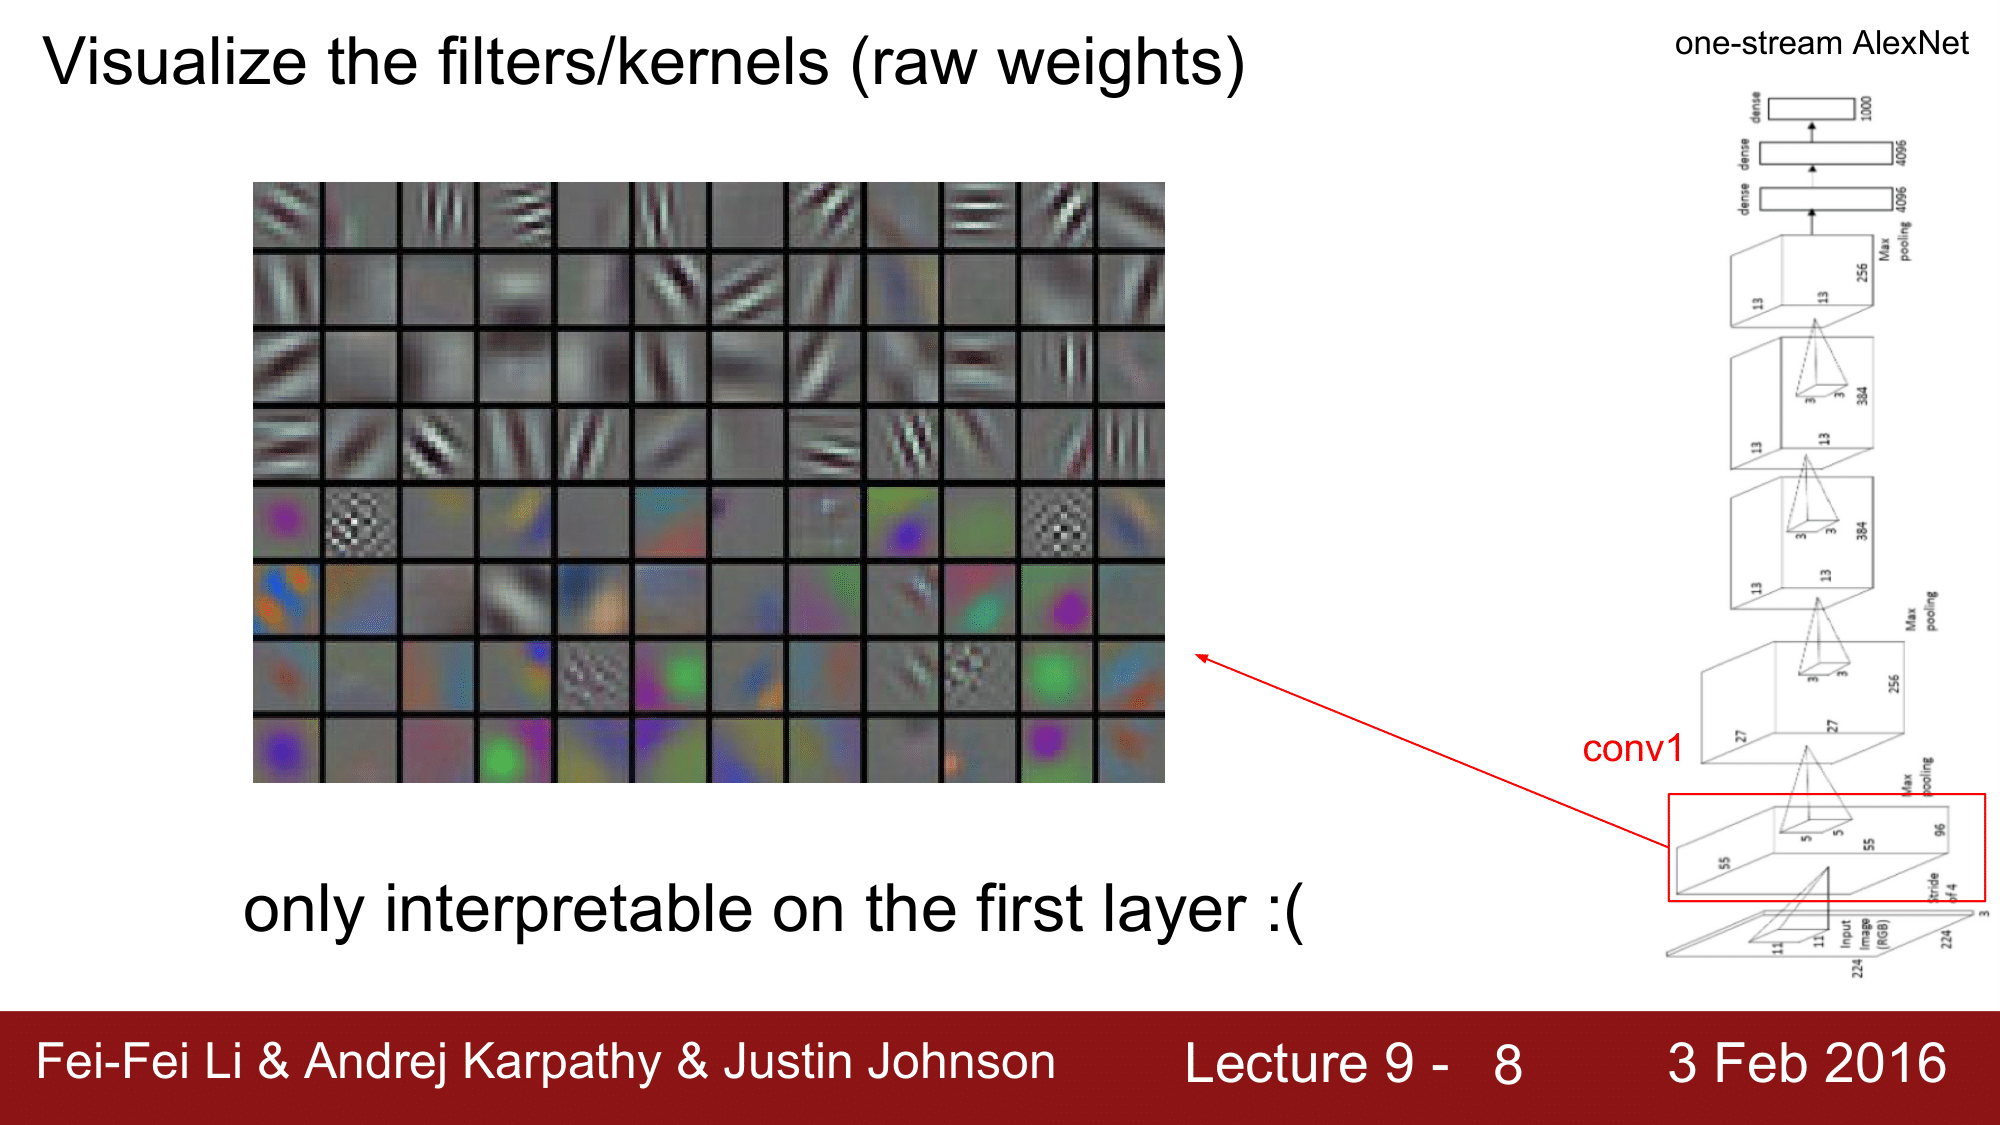 Visualize the filters/kernels (raw weights)
one-stream AlexNet
dense
1000
dense
4096
dense
4096
Max
pooling
256
13
13
3
3
384
13
13
3
3
384
13
13
Max
pooling
3
3
256
27
27
conv1
Max
pooling
5
5
96
55
55
Stride
of 4
3
11
11
Input
Image
(RGB)
224
224
only interpretable on the first layer :(
Fei-Fei Li & Andrej Karpathy & Justin Johnson
Lecture 9 - 8
3 Feb 2016